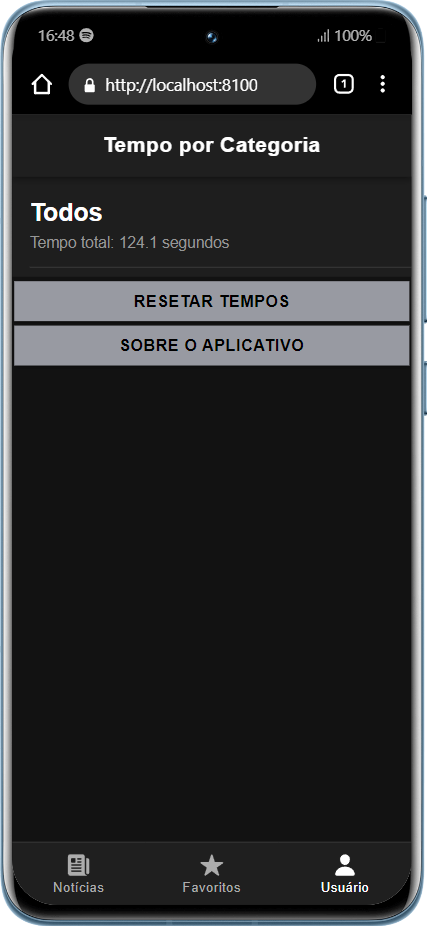 16:48 100%
http://localhost:8100 1
Tempo por Categoria
Todos
Tempo total: 124.1 segundos
RESETAR TEMPOS
SOBRE O APLICATIVO
Notícias Favoritos Usuário